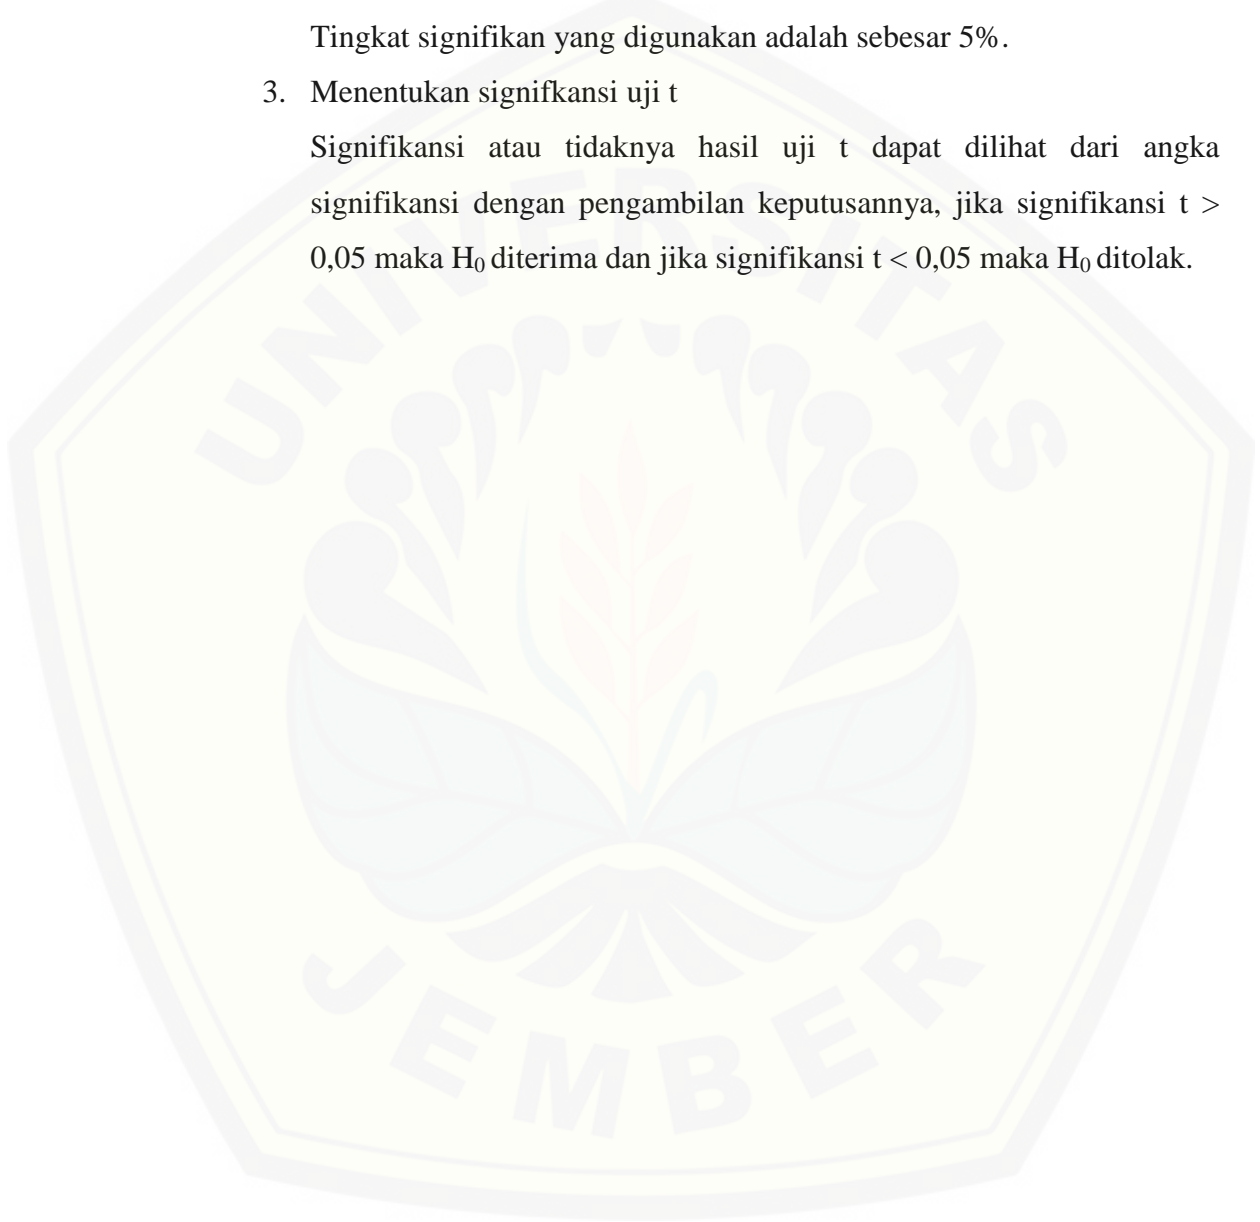 Tingkat signifikan yang digunakan adalah sebesar 5%.
3. Menentukan signifkansi uji t
Signifikansi atau tidaknya hasil uji t dapat dilihat dari angka
signifikansi dengan pengambilan keputusannya, jika signifikansi t >
0,05 maka H₀ diterima dan jika signifikansi t < 0,05 maka H₀ ditolak.
UNIVERSITAS
JEMBER